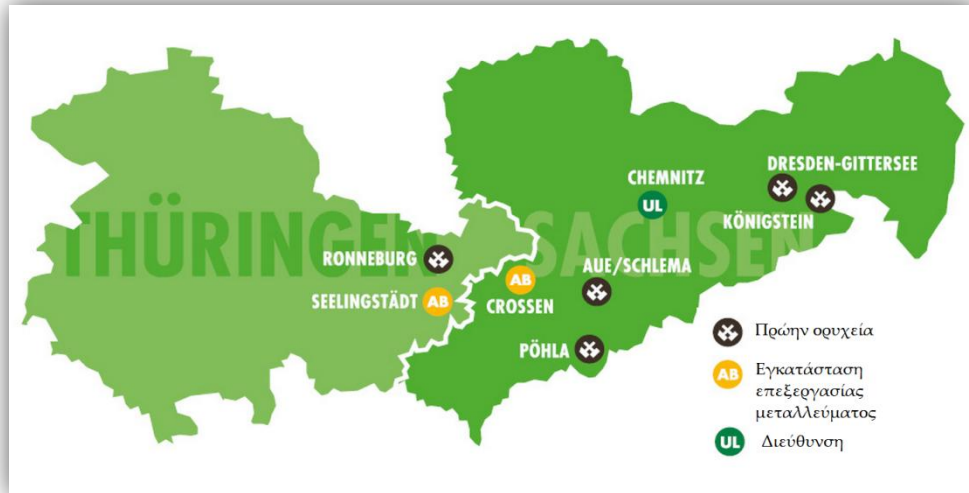 THÜRINGEN
SACHSEN
DRESDEN-GITTERSEE
CHEMNITZ
UL
KÖNIGSTEIN
RONNEBURG
AUE/SCHLEMA
SEELINGSTÄDT AB
AB
CROSSEN
PÖHLA
Πρώην ορυχεία
AB Εγκατάσταση
επεξεργασίας
μεταλλεύματος
UL Διεύθυνση